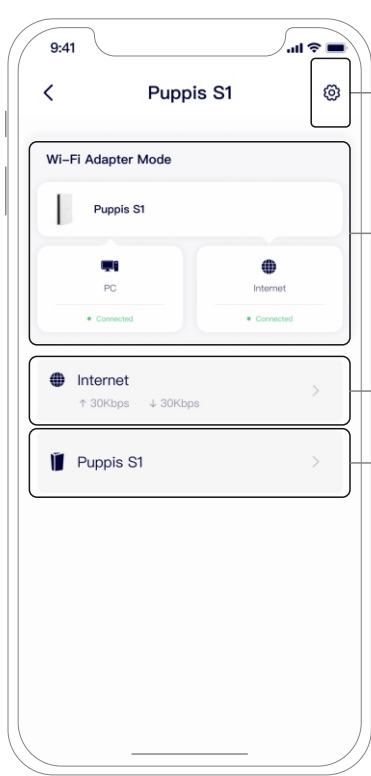 9:41
Puppis S1
Wi-Fi Adapter Mode
Puppis S1
PC
Internet
Connected
Connected
Internet
↑ 30Kbps ↓ 30Kbps
Puppis S1